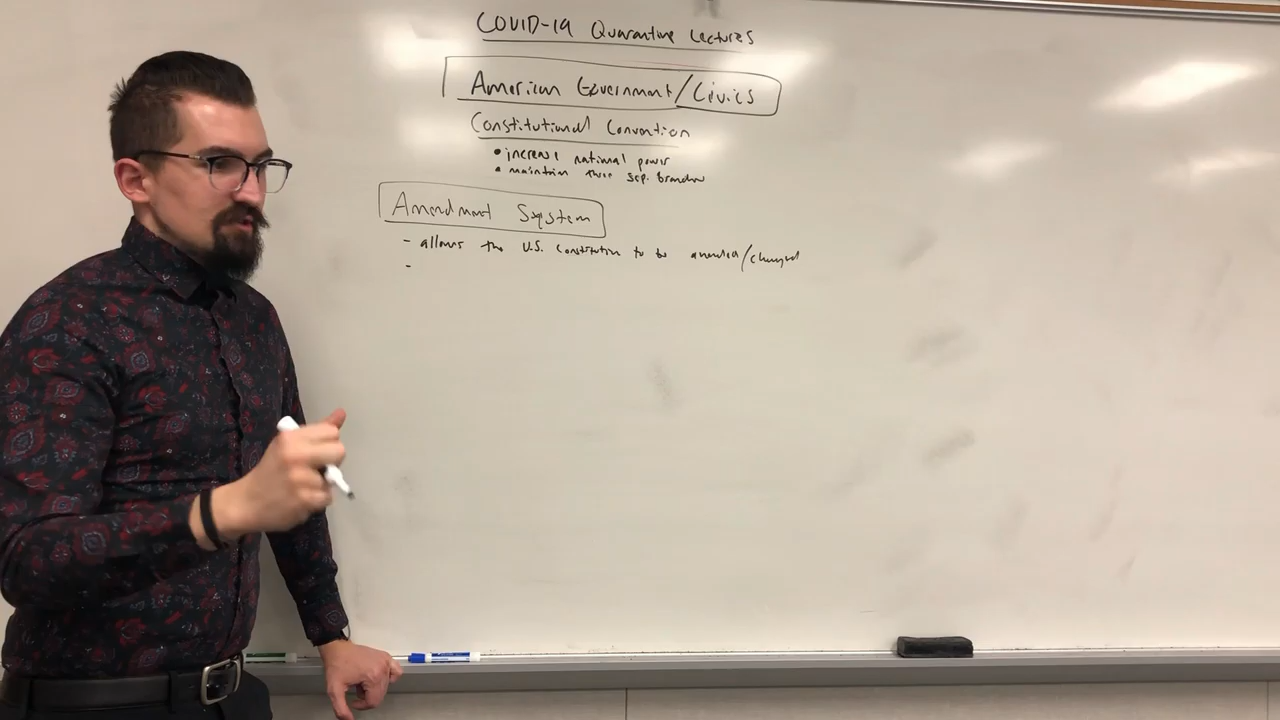 COVID-19 Quarantine Lectures
American Government/Civics
Constitutional Convention
• increase national power
• maintain three sep. branches
Amendment System
- allows the U.S. Constitution to be amended/changed
-